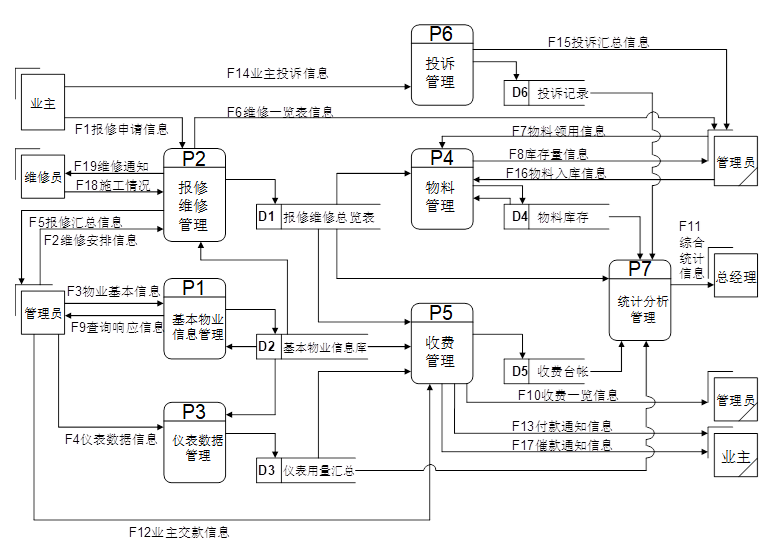 P6
投诉
管理
F15投诉汇总信息
F14业主投诉信息
业主
D6 投诉记录
F6维修一览表信息
F1报修申请信息
F7物料领用信息
P2
报修
维修
管理
F19维修通知
维修员
F18施工情况
P4
物料
管理
F8库存量信息
管理员
F16物料入库信息
D1 报修维修总览表
D4 物料库存
F5报修汇总信息
F2维修安排信息
F11
综合
统计
信息
P7
统计分析
管理
总经理
F3物业基本信息
P1
基本物业
信息管理
管理员
F9查询响应信息
P5
收费
管理
D2 基本物业信息库
D5 收费台帐
F10收费一览信息
管理员
P3
仪表数据
管理
F4仪表数据信息
F13付款通知信息
F17催款通知信息
业主
D3 仪表用量汇总
F12业主交款信息